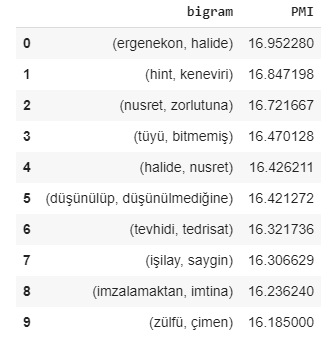 bigram PMI
0 (ergenekon, halide) 16.952280
1 (hint, keneviri) 16.847198
2 (nusret, zorlutuna) 16.721667
3 (tüyü, bitmemiş) 16.470128
4 (halide, nusret) 16.426211
5 (düşünülüp, düşünülmediğine) 16.421272
6 (tevhidi, tedrisat) 16.321736
7 (işilay, saygin) 16.306629
8 (imzalamaktan, imtina) 16.236240
9 (zülfü, çimen) 16.185000